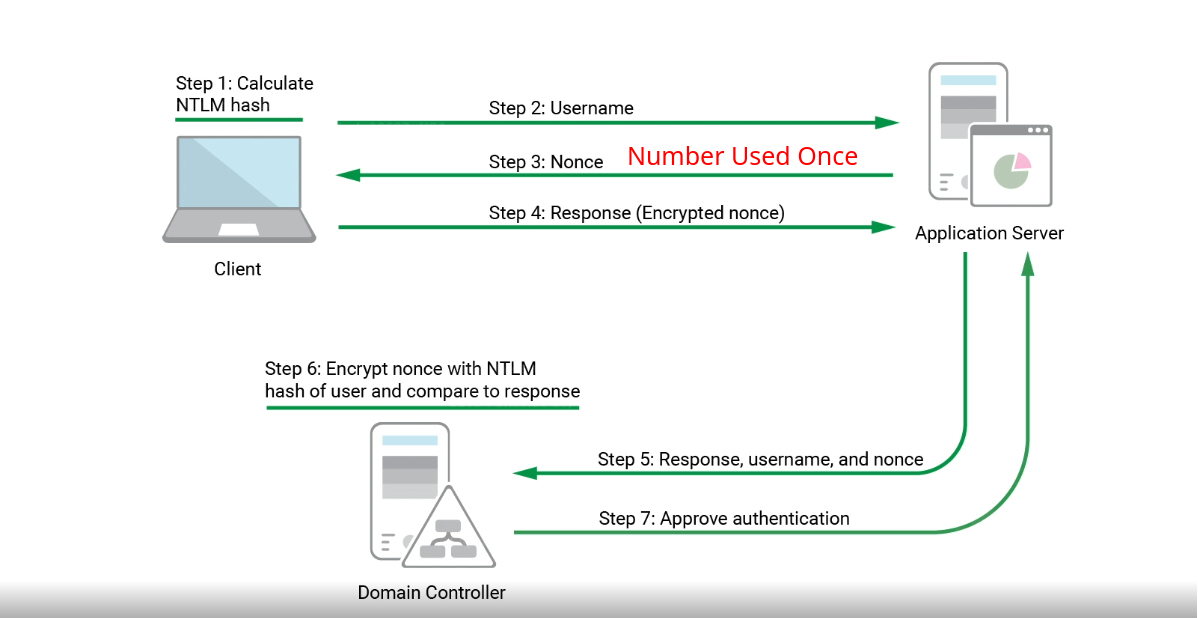 Step 1: Calculate
NTLM hash
Step 2: Username
Step 3: Nonce
Number Used Once
Step 4: Response (Encrypted nonce)
Client
Application Server
Step 6: Encrypt nonce with NTLM
hash of user and compare to response
Step 5: Response, username, and nonce
Step 7: Approve authentication
Domain Controller